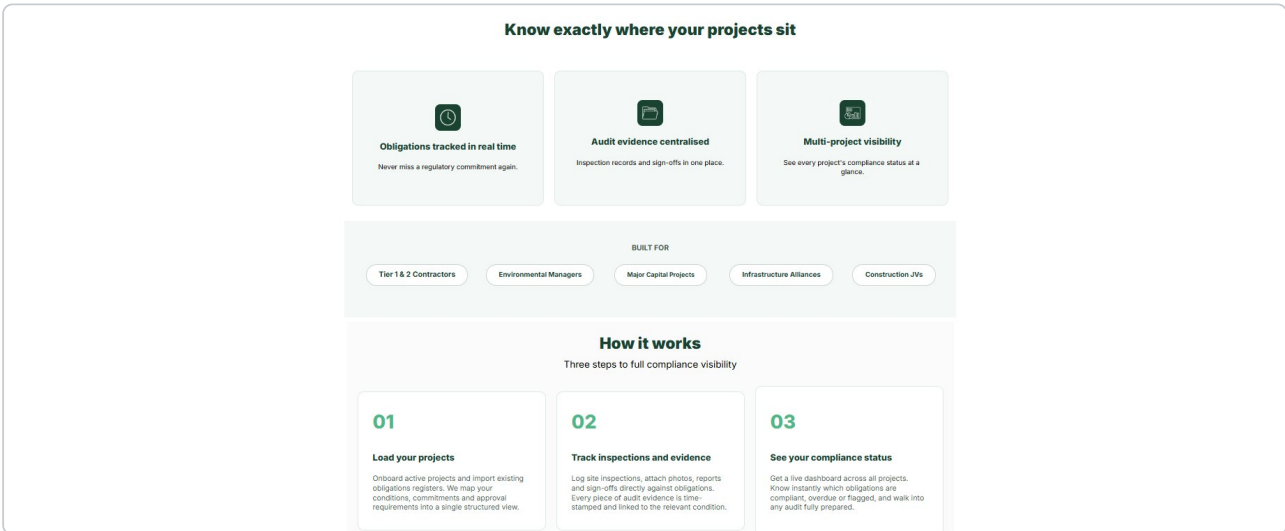 Know exactly where your projects sit
Obligations tracked in real time
Never miss a regulatory commitment again.
Audit evidence centralised
Inspection records and sign-offs in one place.
Multi-project visibility
See every project's compliance status at a
glance.
BUILT FOR
Tier 1 & 2 Contractors
Environmental Managers
Major Capital Projects
Infrastructure Alliances
Construction JVs
How it works
Three steps to full compliance visibility
01
Load your projects
Onboard active projects and import existing
obligations registers. We map your
conditions, commitments and approval
requirements into a single structured view.
02
Track inspections and evidence
Log site inspections, attach photos, reports
and sign-offs directly against obligations.
Every piece of audit evidence is time-
stamped and linked to the relevant condition.
03
See your compliance status
Get a live dashboard across all projects.
Know instantly which obligations are
compliant, overdue or flagged, and walk into
any audit fully prepared.